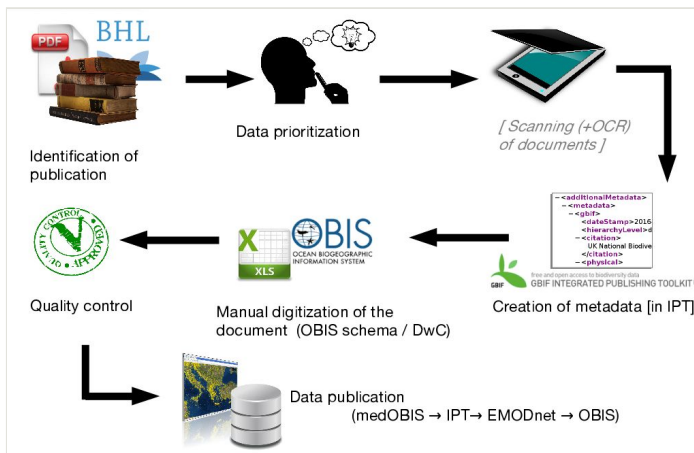 PDF
BHL
Identification of
publication
Data prioritization
[ Scanning (+OCR)
of documents ]
<additionalMetadata>
<metadata>
<gbif>
<dateStamp>2016
<hierarchyLevel>d
<citation>
UK National Biodive
</citation>
<physical>
GBIF
free and open access to biodiversity data
GBIF INTEGRATED PUBLISHING TOOLKIT
Creation of metadata [in IPT]
XLS
OBIS
OCEAN BIOGEOGRAPHIC
INFORMATION SYSTEM
Manual digitization of the
document (OBIS schema / DwC)
QUALITY CONTROL
APPROVED
Quality control
Data publication
(medOBIS → IPT→ EMODnet → OBIS)